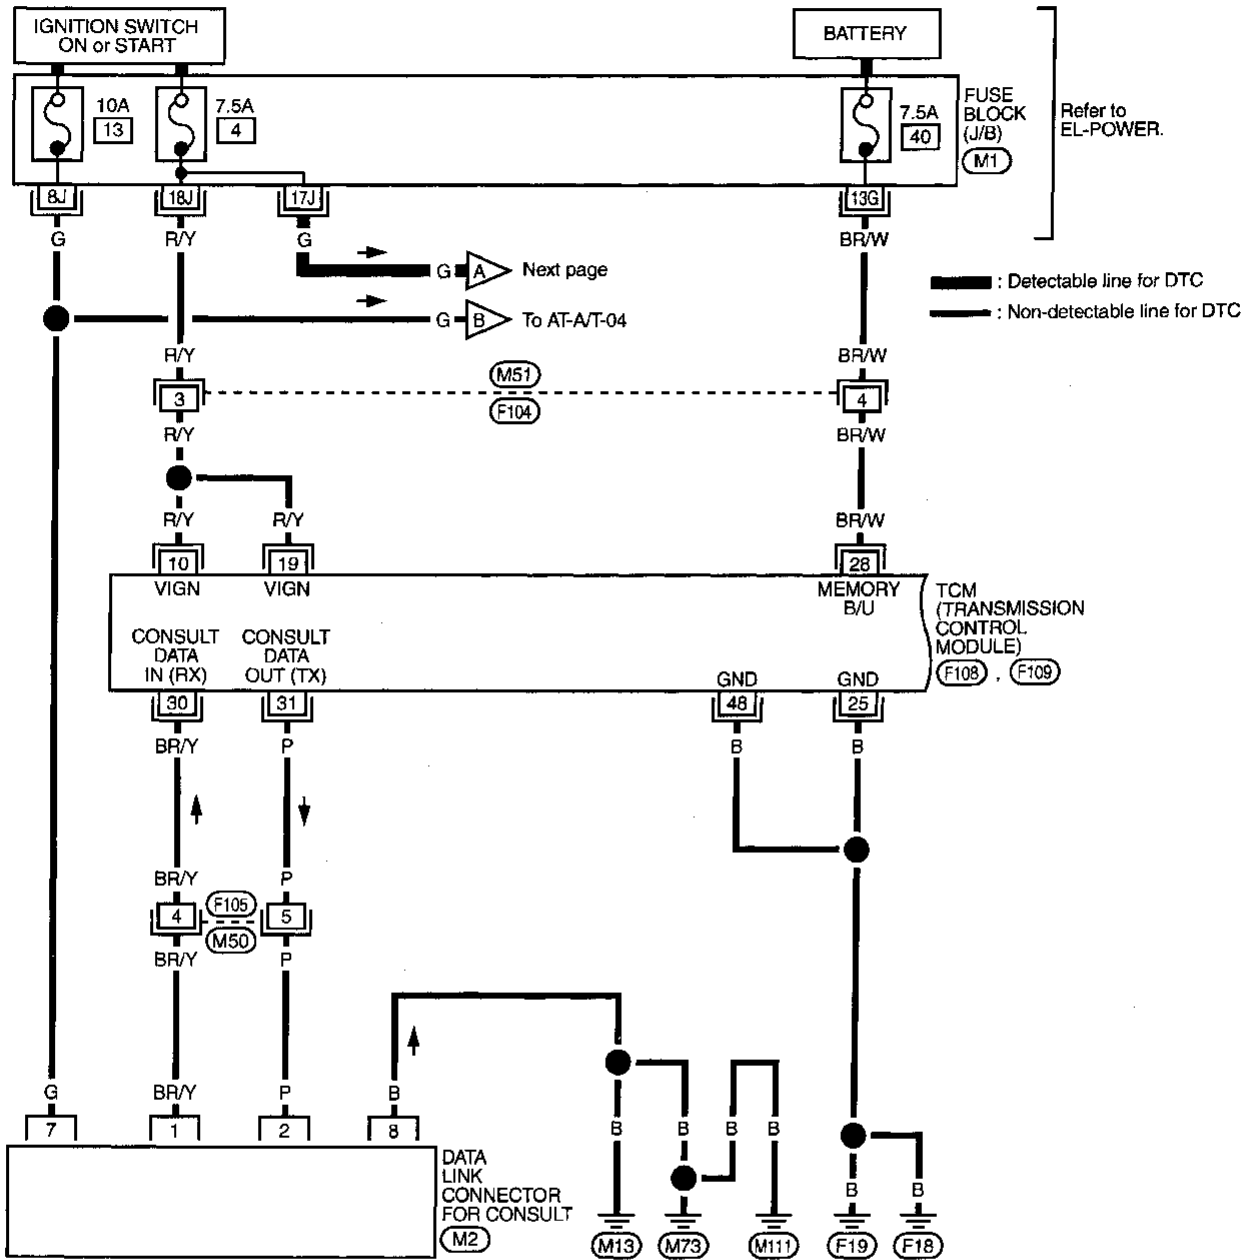 IGNITION SWITCH
ON or START
BATTERY
10A
13
7.5A
4
7.5A
40
FUSE
BLOCK
(J/B)
M1
Refer to
EL-POWER.
8J
18J
17J
13G
G
R/Y
G
BR/W
G
A
Next page
G
B
To AT-A/T-04
: Detectable line for DTC
: Non-detectable line for DTC
R/Y
BR/W
3
M51
F104
4
R/Y
BR/W
R/Y
R/Y
BR/W
10
19
28
VIGN
VIGN
MEMORY
B/U
TCM
(TRANSMISSION
CONTROL
MODULE)
F108 , F109
CONSULT
DATA
IN (RX)
CONSULT
DATA
OUT (TX)
GND
GND
30
31
48
25
BR/Y
P
B
B
BR/Y
P
4
F105
M50
5
BR/Y
P
G
BR/Y
P
B
7
1
2
8
B
B
B
B
B
B
DATA
LINK
CONNECTOR
FOR CONSULT
M2
M13
M73
M111
F19
F18